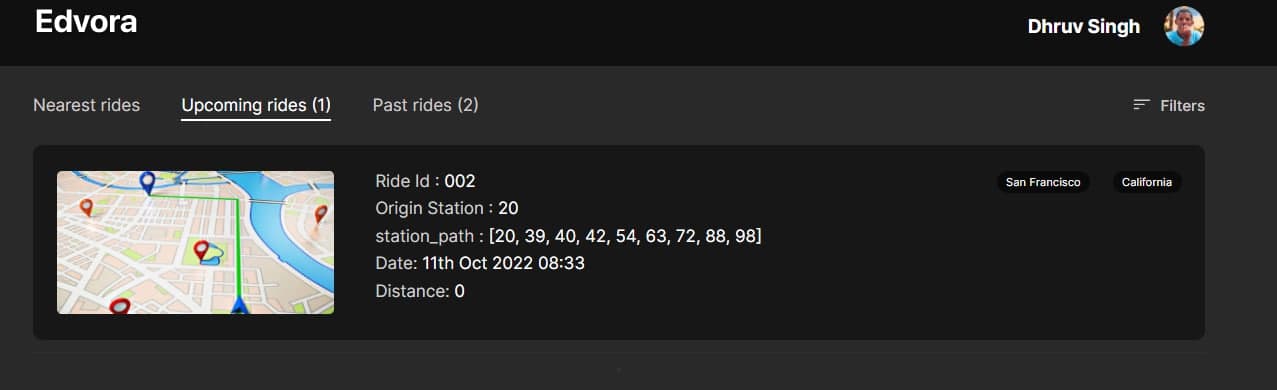 Edvora
Dhruv Singh
Nearest rides
Upcoming rides (1)
Past rides (2)
Filters
Ride Id : 002
San Francisco
California
Origin Station : 20
station_path : [20, 39, 40, 42, 54, 63, 72, 88, 98]
Date: 11th Oct 2022 08:33
Distance: 0